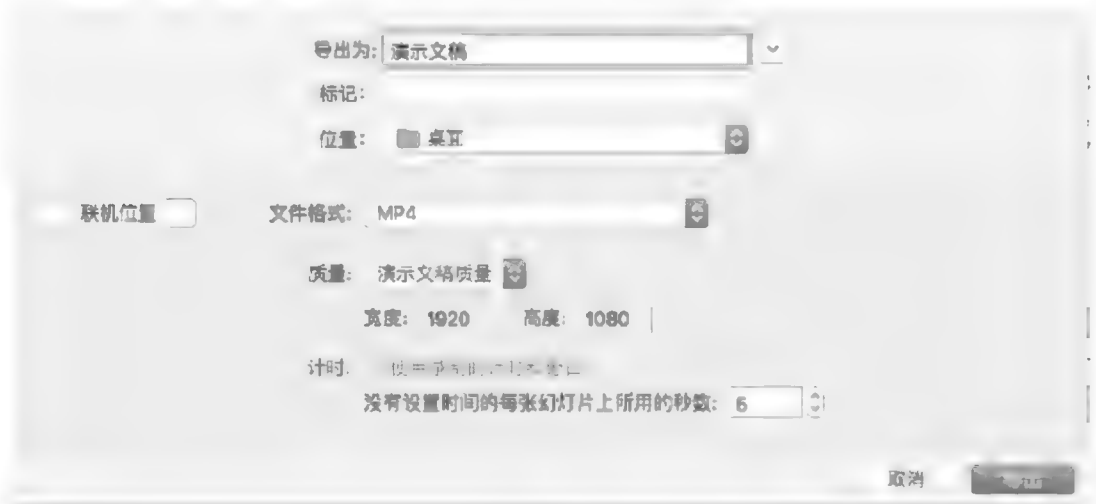 导出为: 演示文稿
标记:
位置: 桌面
联机位置 文件格式: MP4
质量: 演示文稿质量
宽度: 1920 高度: 1080
计时:
没有设置时间的每张幻灯片上所用的秒数: 5
取消